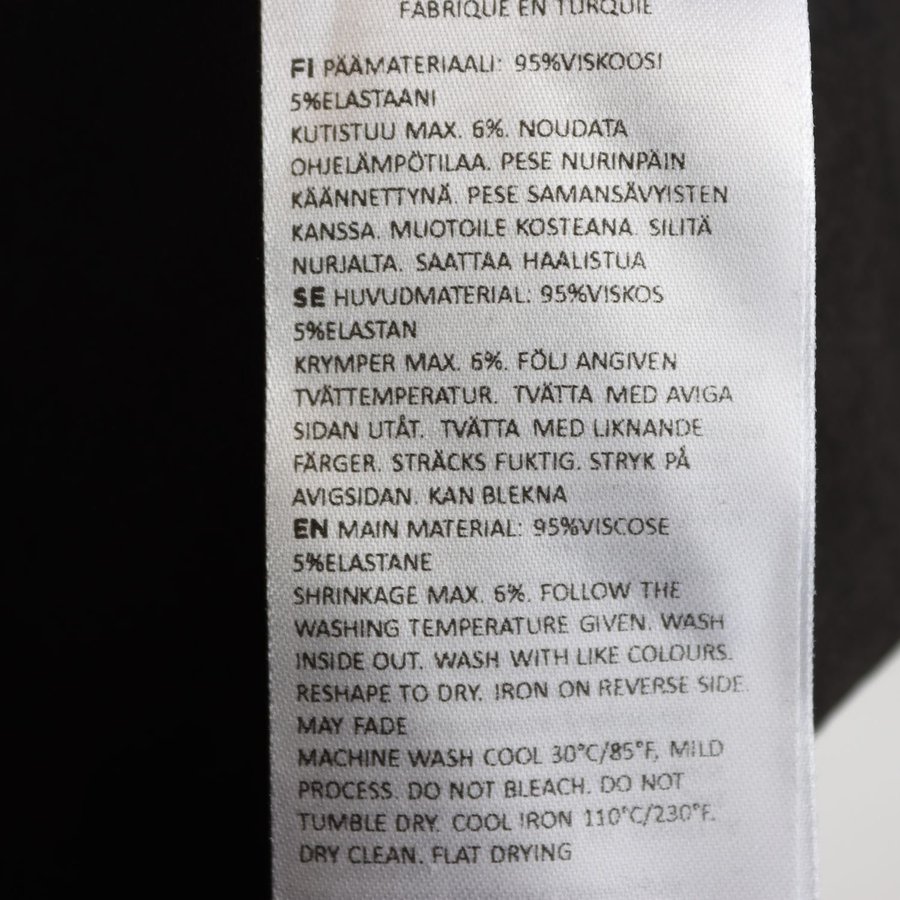 FABRIQUE EN TURQUIE
FI PÄÄMATERIAALI: 95%VISKOOSI
5%ELASTAANI
KUTISTUU MAX. 6%. NOUDATA
OHJELÄMPÖTILAA. PESE NURINPÄIN
KÄÄNNETTYNÄ. PESE SAMANSÄVYISTEN
KANSSA. MUOTOILE KOSTEANA. SILITÄ
NURJALTA. SAATTAA HAALISTUA
SE HUVUDMATERIAL: 95%VISKOS
5%ELASTAN
KRYMPER MAX. 6%. FÖLJ ANGIVEN
TVÄTTEMPERATUR. TVÄTTA MED AVIGA
SIDAN UTÅT. TVÄTTA MED LIKNANDE
FÄRGER. STRÄCKS FUKTIG. STRYK PÅ
AVIGSIDAN. KAN BLEKNA
EN MAIN MATERIAL: 95%VISCOSE
5%ELASTANE
SHRINKAGE MAX. 6%. FOLLOW THE
WASHING TEMPERATURE GIVEN. WASH
INSIDE OUT. WASH WITH LIKE COLOURS.
RESHAPE TO DRY. IRON ON REVERSE SIDE.
MAY FADE
MACHINE WASH COOL 30°C/85°F, MILD
PROCESS. DO NOT BLEACH. DO NOT
TUMBLE DRY. COOL IRON 110°C/230°F.
DRY CLEAN. FLAT DRYING